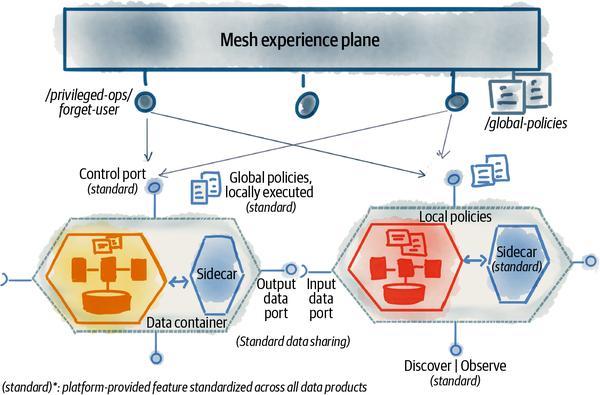 Mesh experience plane
/privileged-ops/
forget-user
/global-policies
Control port
(standard)
Global policies,
locally executed
(standard)
Local policies
Sidecar
Sidecar
(standard)
Output
data
port
Input
data
port
Data container
(Standard data sharing)
Discover | Observe
(standard)
(standard)*: platform-provided feature standardized across all data products